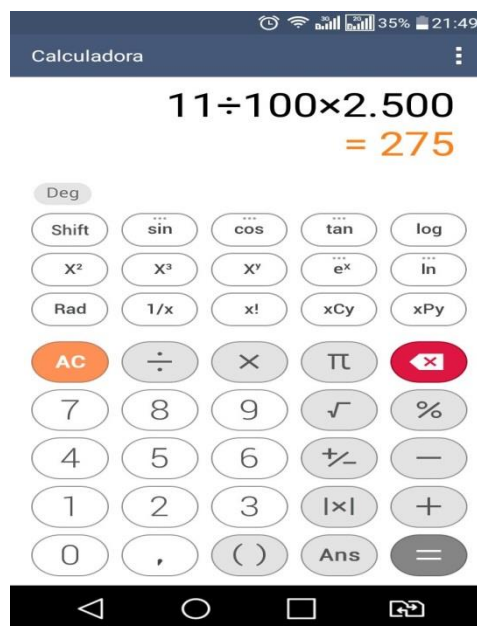 35% 21:49
Calculadora
11÷100×2.500
= 275
Deg
Shift sin cos tan log
X² X³ Xʸ eˣ ln
Rad 1/x x! xCy xPy
AC ÷ × π
7 8 9 √ %
4 5 6 +/− −
1 2 3 |×| +
0 , ( ) Ans =